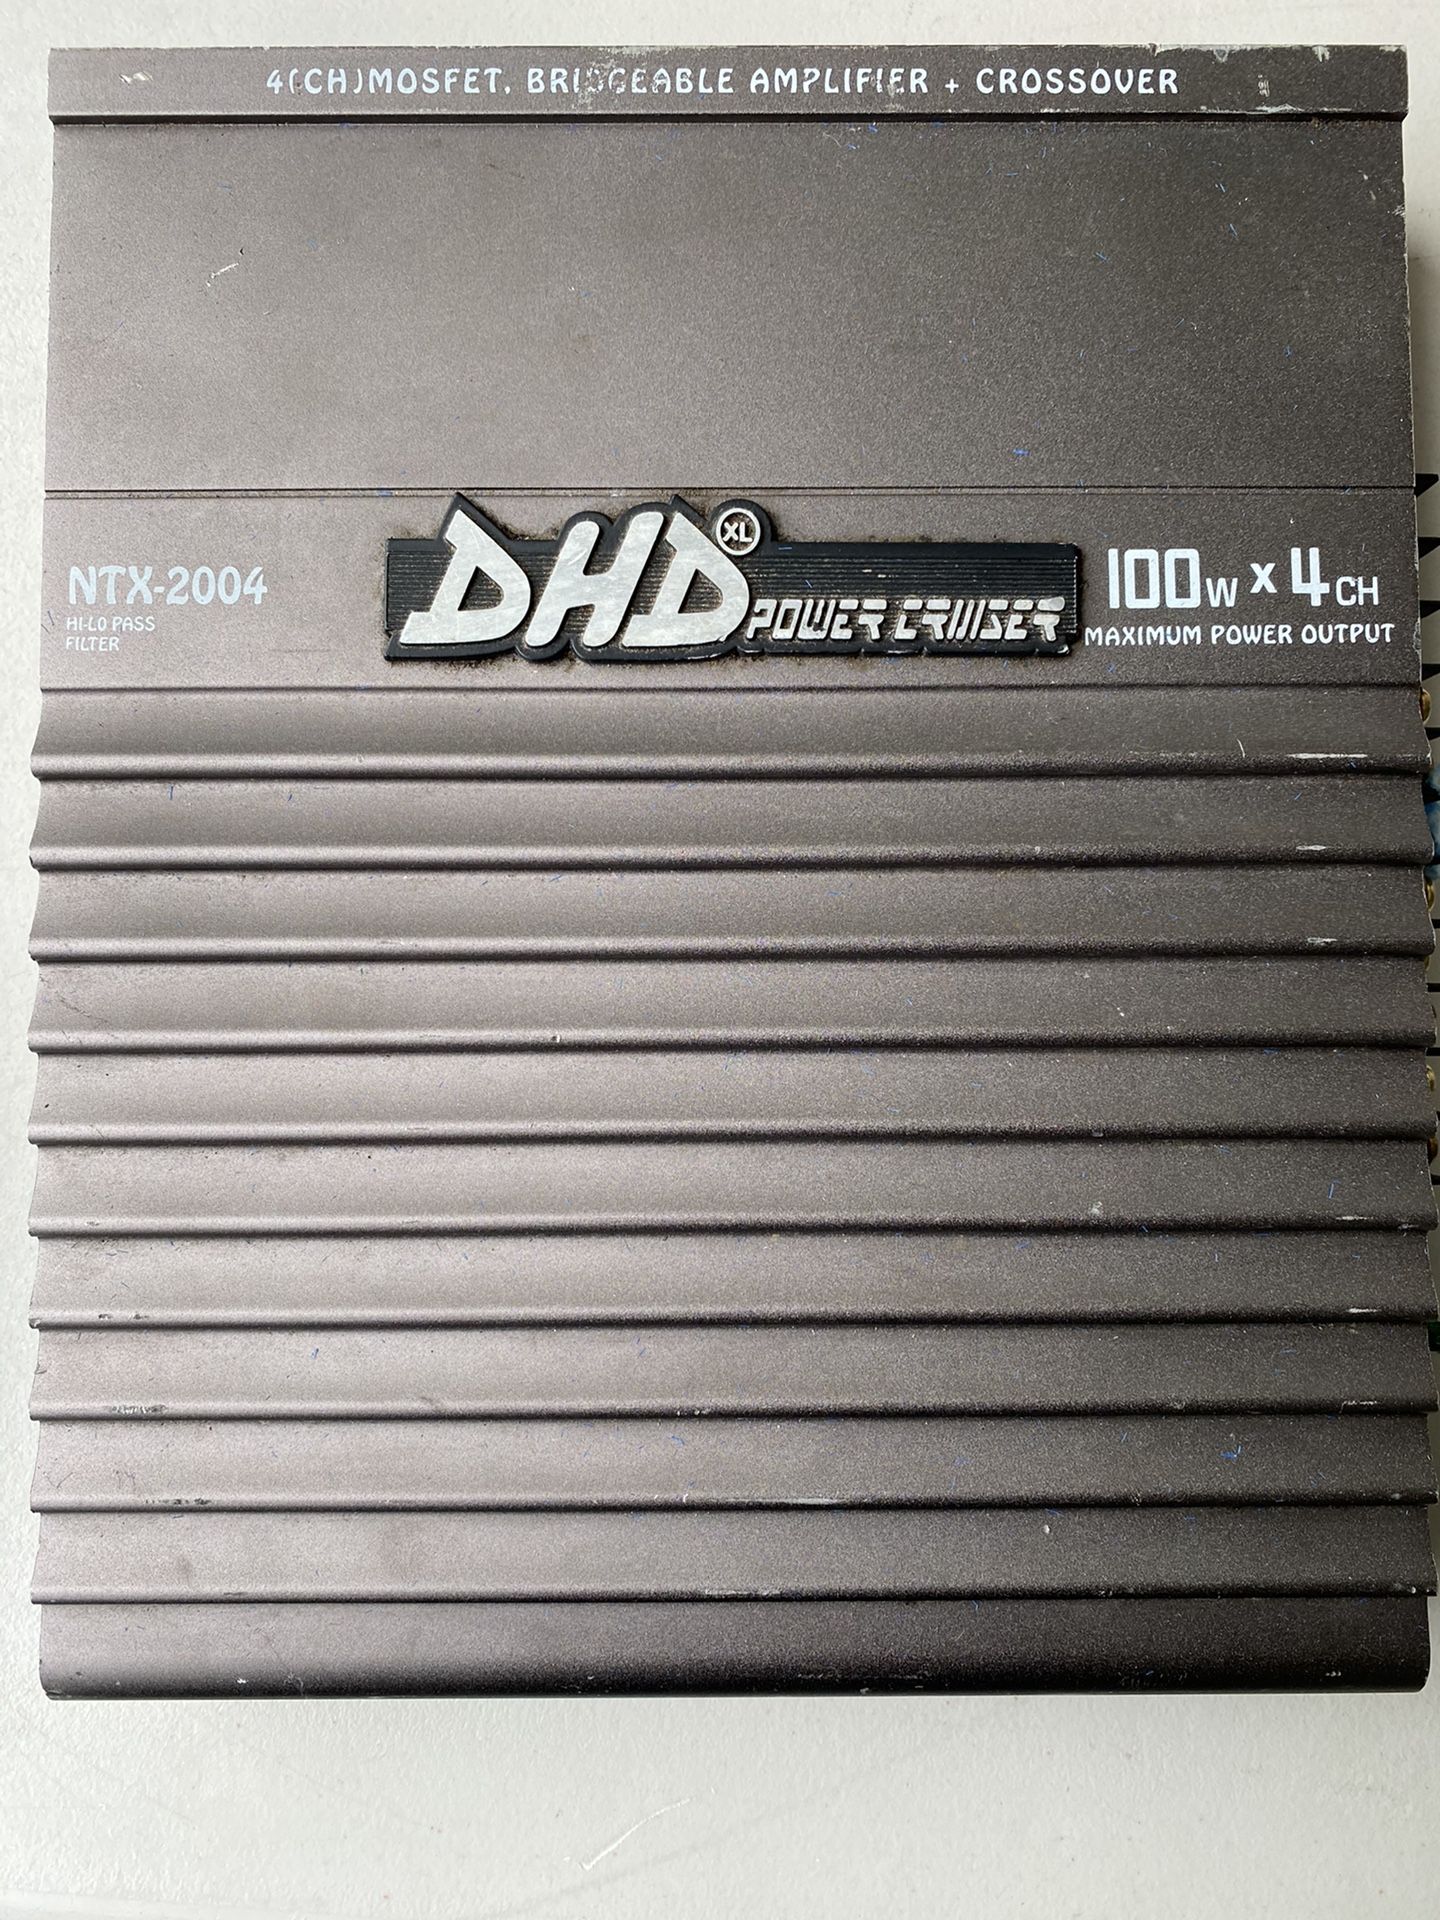 4(CH)MOSFET, BRIDGEABLE AMPLIFIER + CROSSOVER
NTX-2004
HI-LO PASS
FILTER
DHD XL
POWER CRUISER
100W x 4CH
MAXIMUM POWER OUTPUT